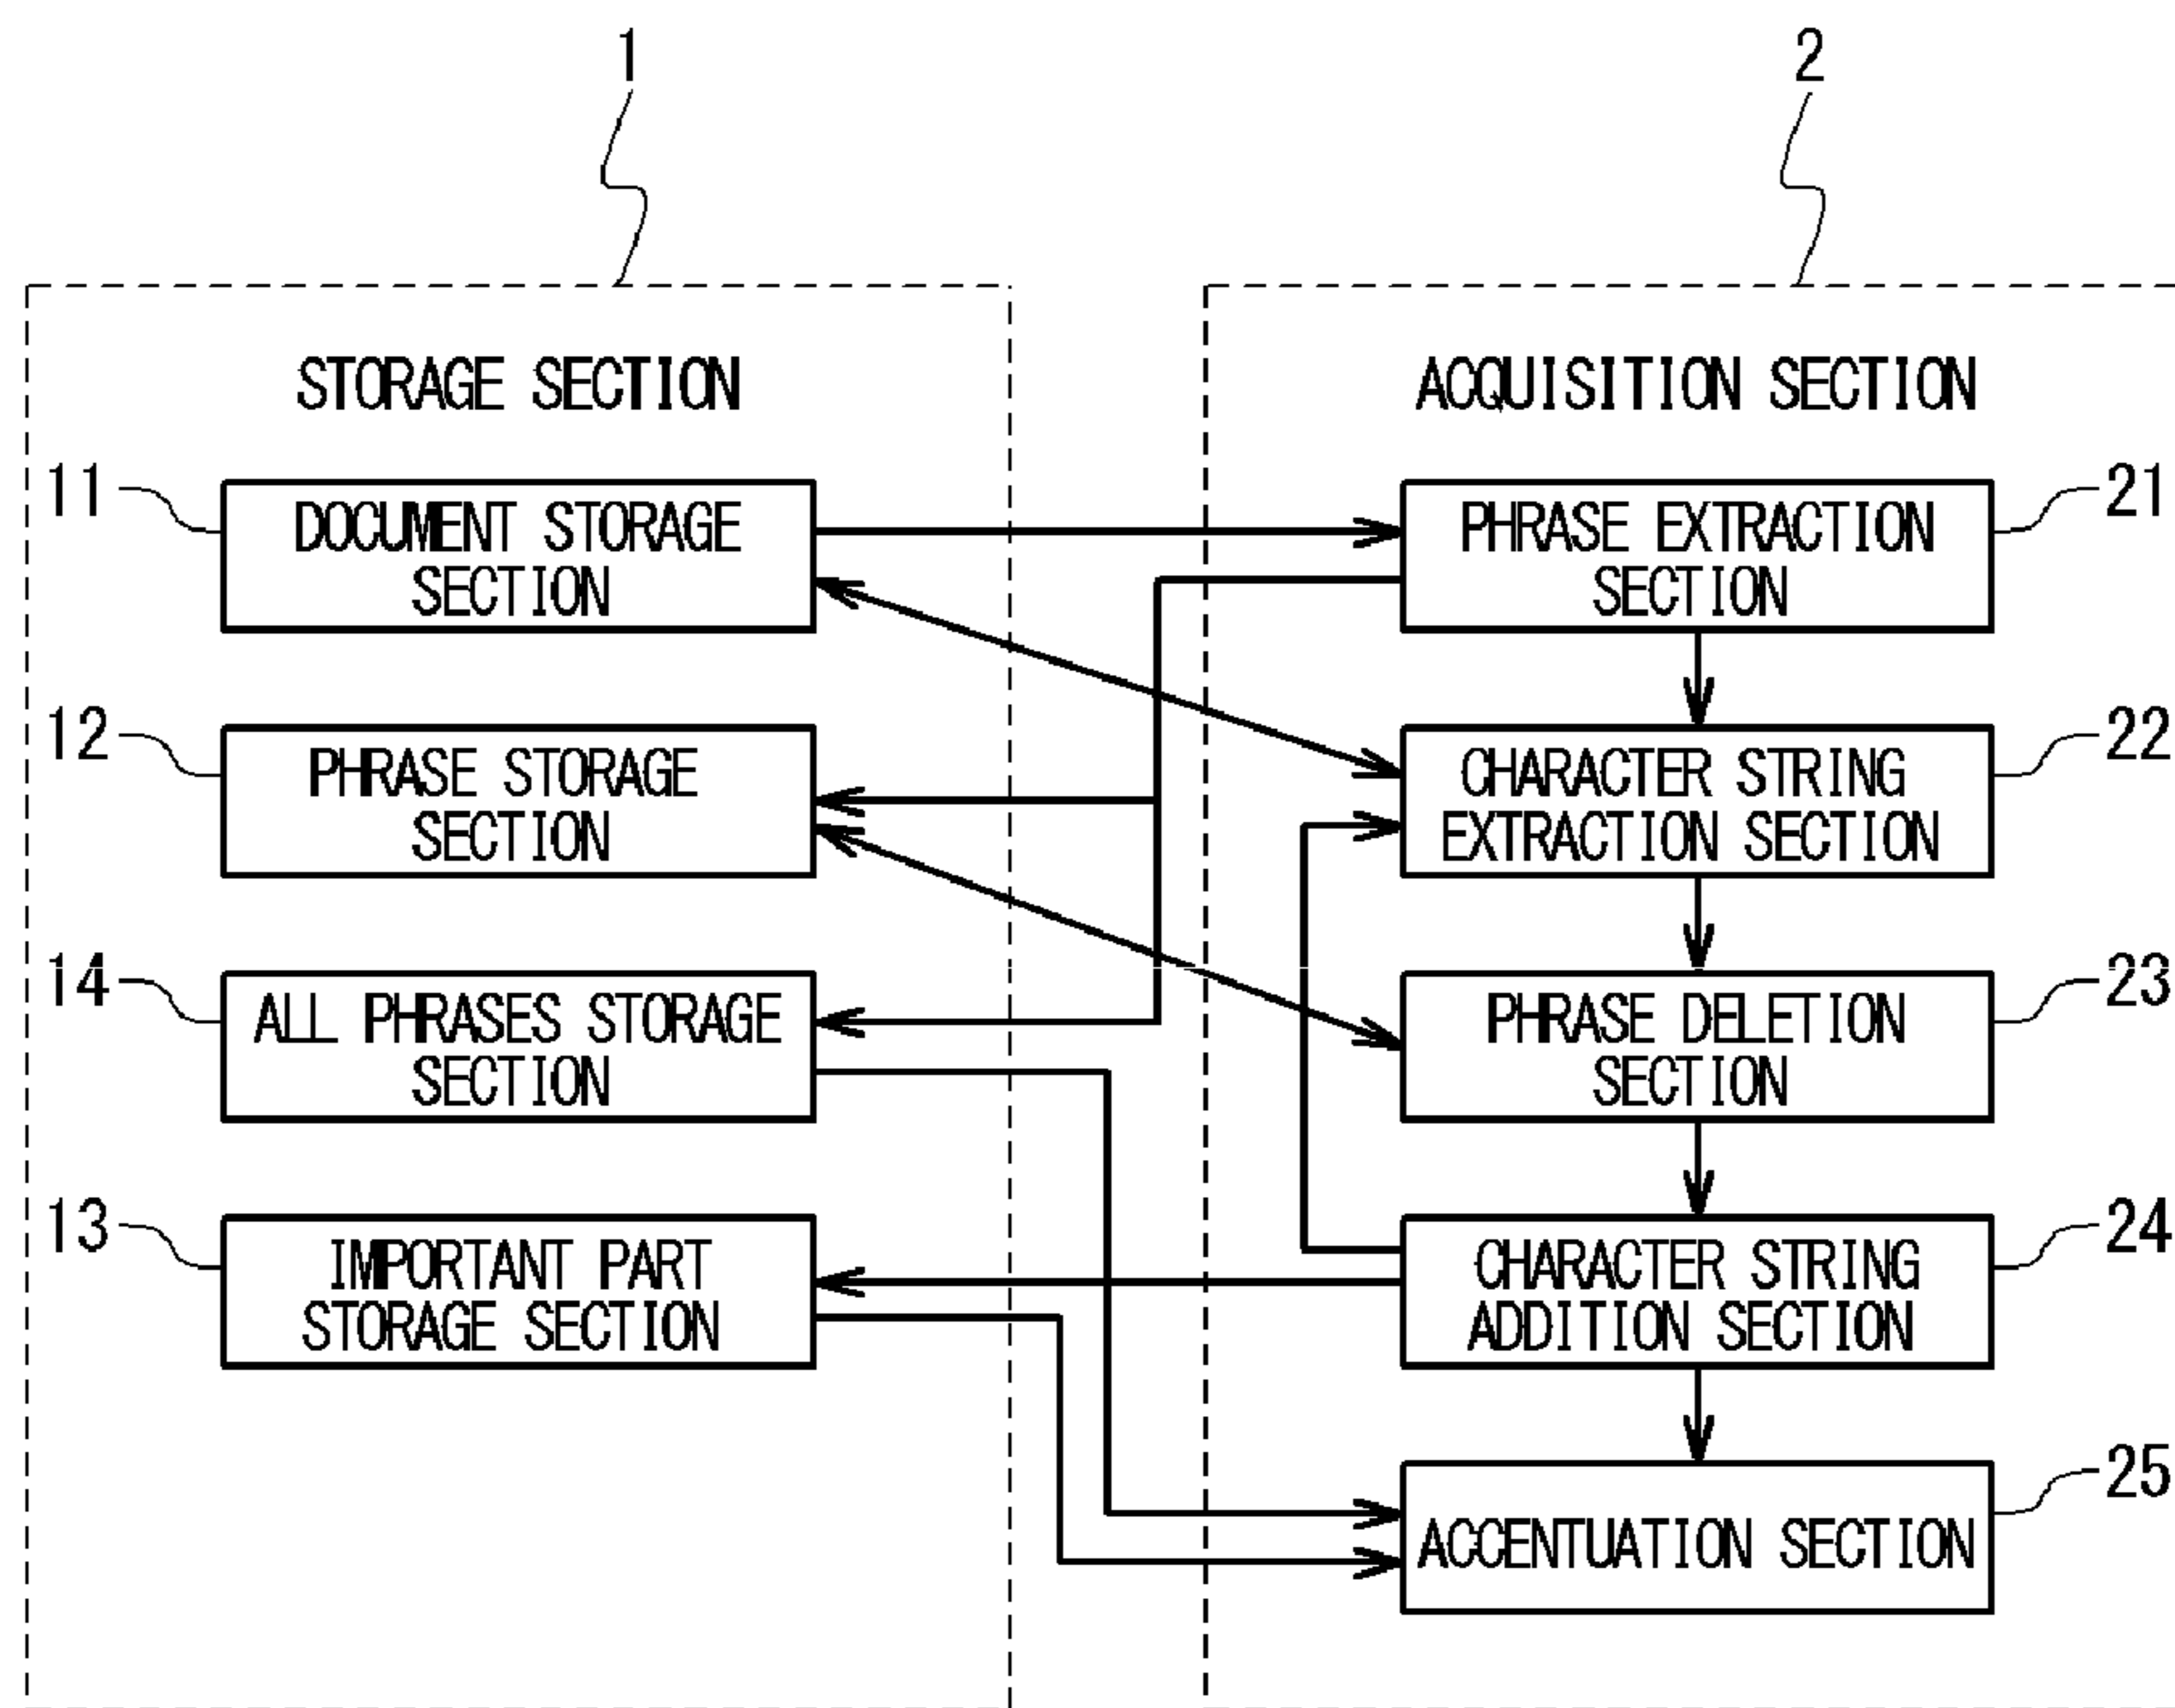 1
2
STORAGE SECTION
ACQUISITION SECTION
11
DOCUMENT STORAGE
SECTION
PHRASE EXTRACTION
SECTION
21
12
PHRASE STORAGE
SECTION
CHARACTER STRING
EXTRACTION SECTION
22
14
ALL PHRASES STORAGE
SECTION
PHRASE DELETION
SECTION
23
13
IMPORTANT PART
STORAGE SECTION
CHARACTER STRING
ADDITION SECTION
24
ACCENTUATION SECTION
25